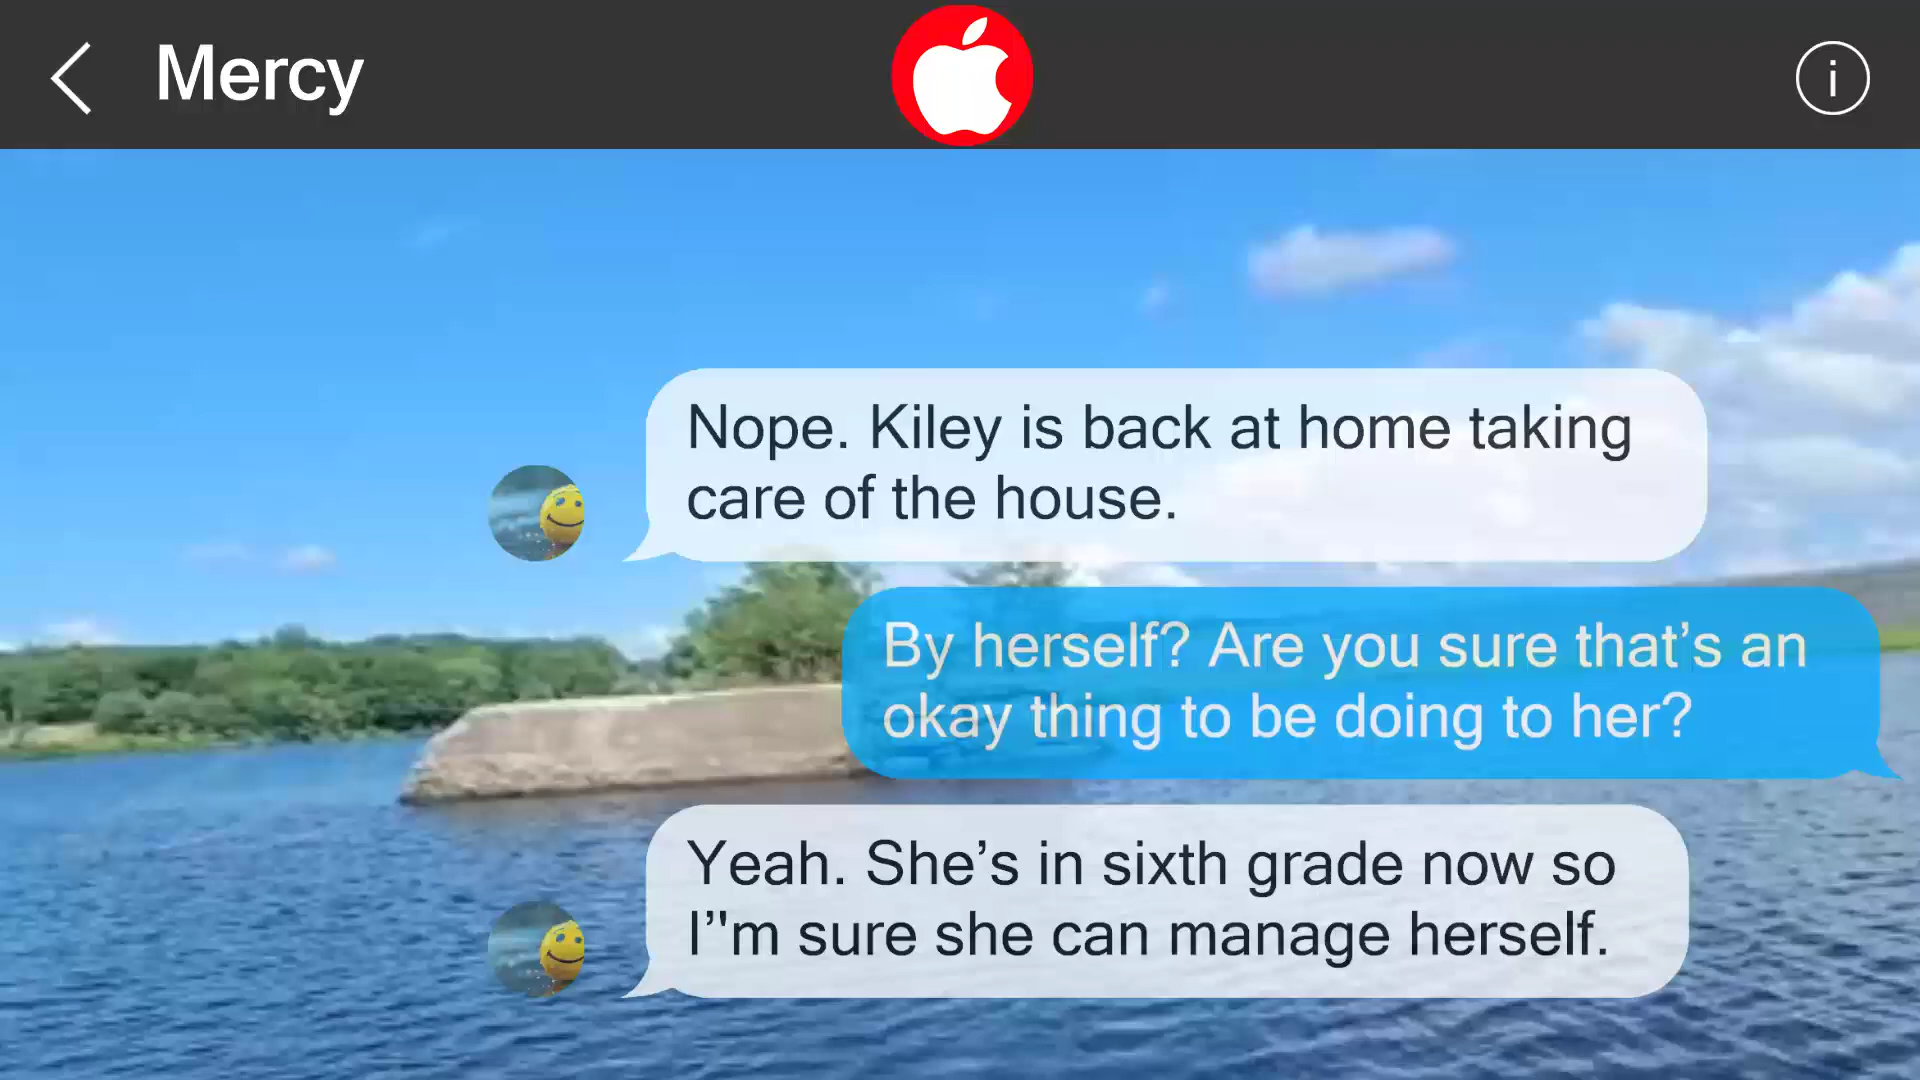 Mercy
i
Nope. Kiley is back at home taking
care of the house.
By herself? Are you sure that’s an
okay thing to be doing to her?
Yeah. She’s in sixth grade now so
I’'m sure she can manage herself.